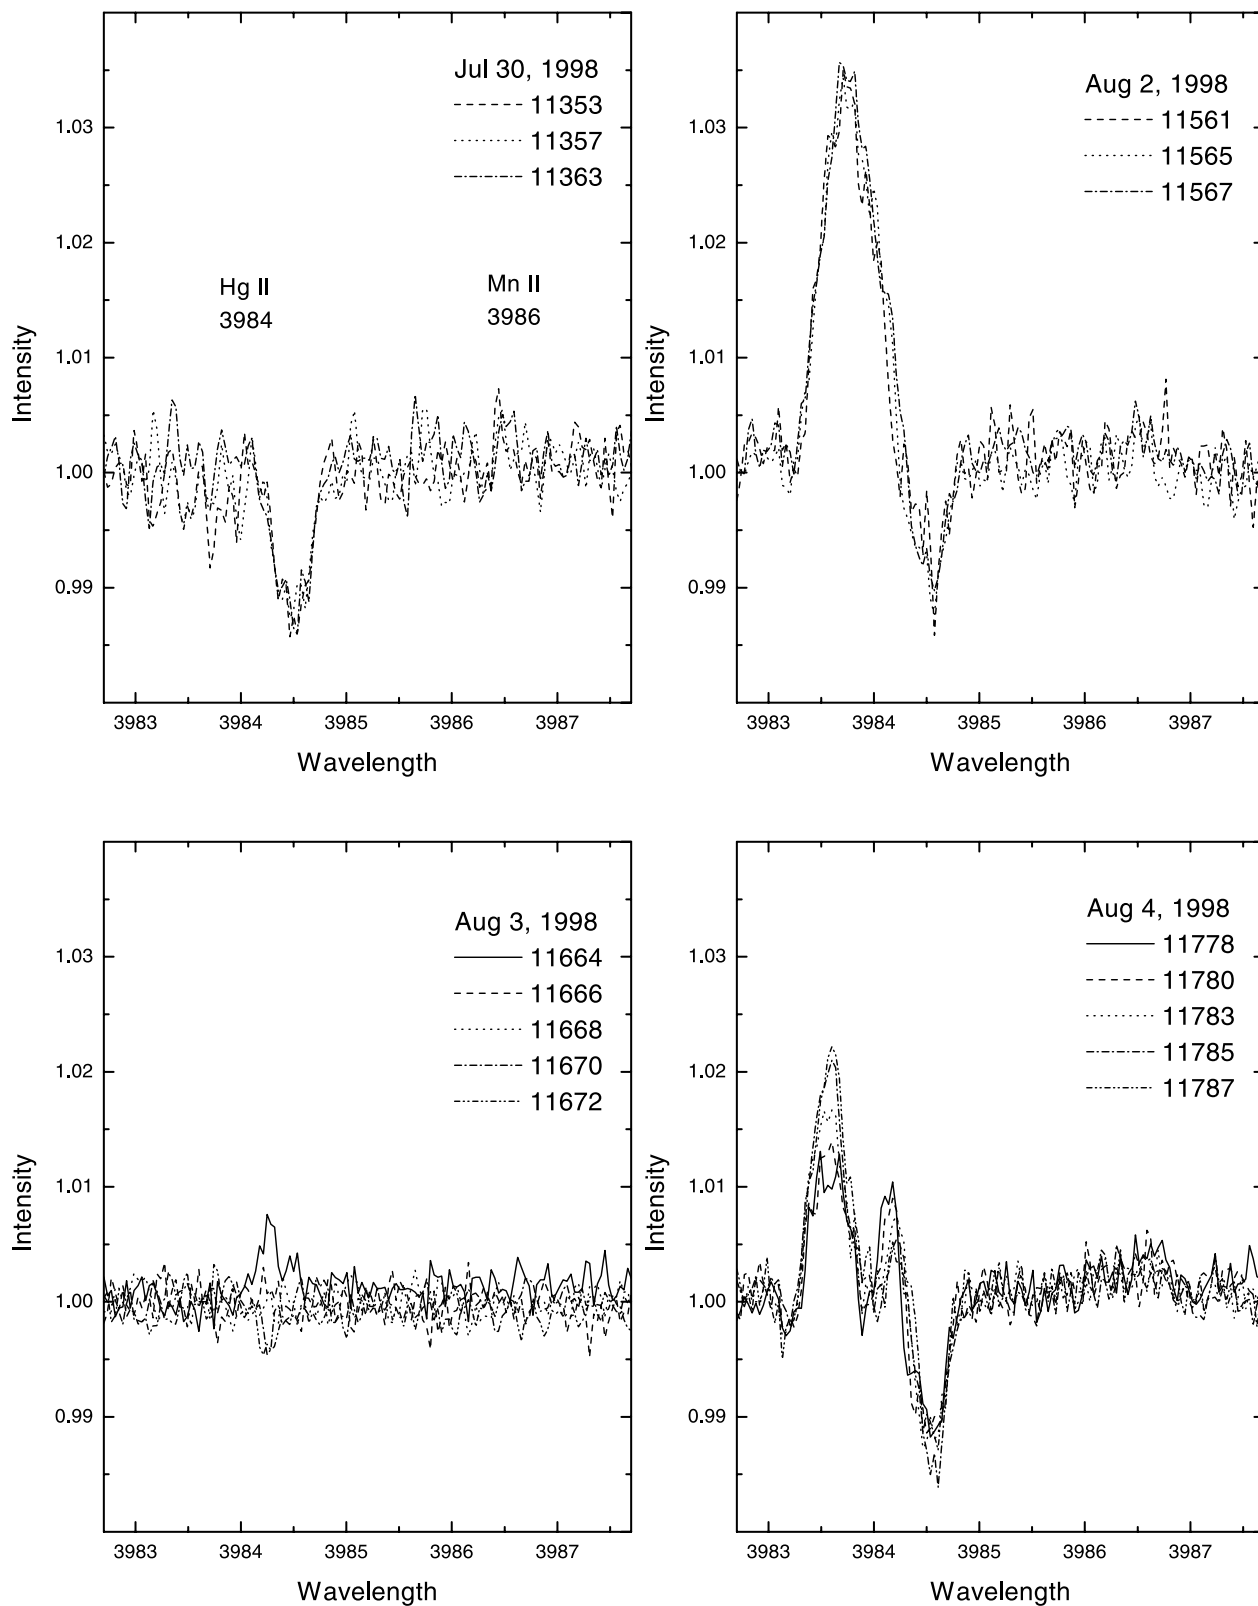 Jul 30, 1998
11353
11357
11363
Hg II
3984
Mn II
3986
1.03
1.02
1.01
1.00
0.99
Intensity
3983 3984 3985 3986 3987
Wavelength
Aug 2, 1998
11561
11565
11567
1.03
1.02
1.01
1.00
0.99
Intensity
3983 3984 3985 3986 3987
Wavelength
Aug 3, 1998
11664
11666
11668
11670
11672
1.03
1.02
1.01
1.00
0.99
Intensity
3983 3984 3985 3986 3987
Wavelength
Aug 4, 1998
11778
11780
11783
11785
11787
1.03
1.02
1.01
1.00
0.99
Intensity
3983 3984 3985 3986 3987
Wavelength